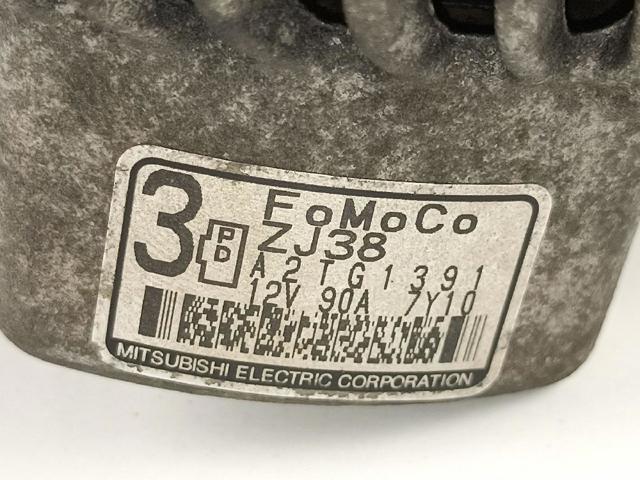 3
P
D
FoMoCo
ZJ38
A2TG1391
12V 90A 7Y10
MITSUBISHI ELECTRIC CORPORATION